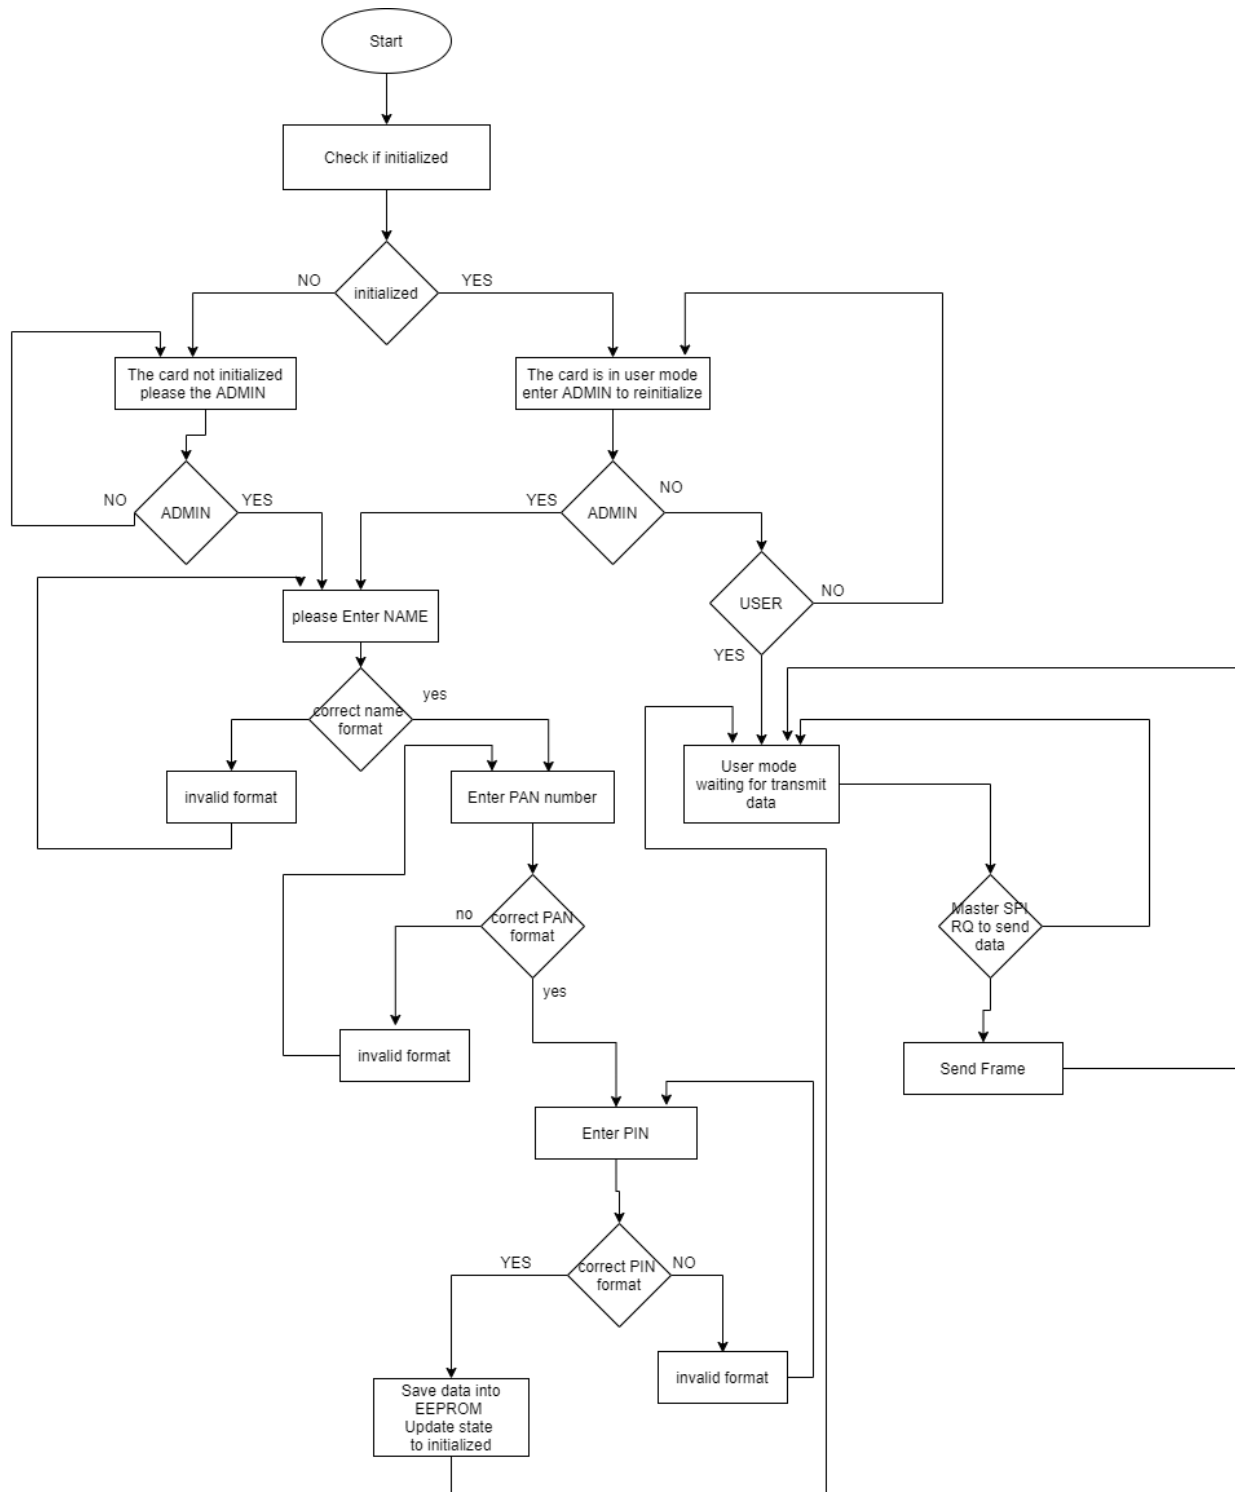 Start
Check if initialized
initialized
NO
YES
The card not initialized
please the ADMIN
The card is in user mode
enter ADMIN to reinitialize
ADMIN
NO
YES
ADMIN
YES
NO
USER
NO
YES
please Enter NAME
correct name
format
yes
invalid format
Enter PAN number
User mode
waiting for transmit
data
correct PAN
format
no
yes
Master SPI
RQ to send
data
invalid format
Send Frame
Enter PIN
correct PIN
format
YES
NO
invalid format
Save data into
EEPROM
Update state
to initialized